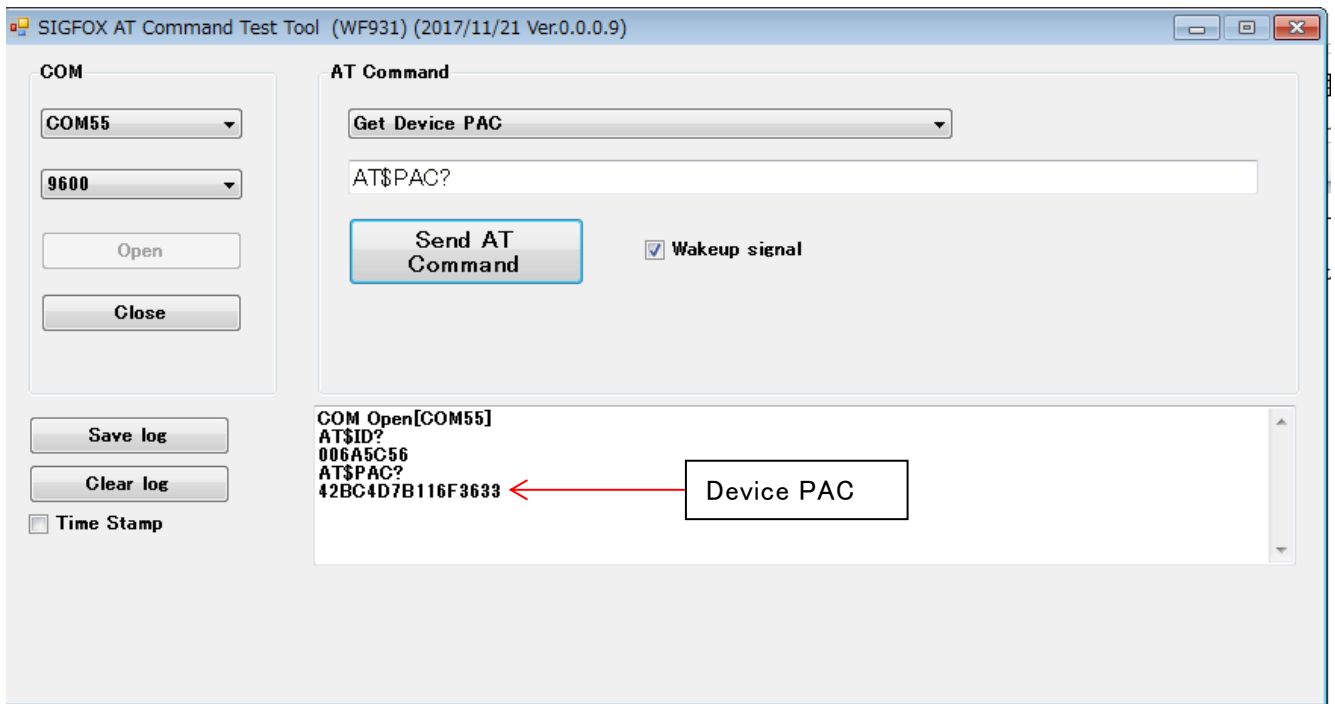 SIGFOX AT Command Test Tool (WF931) (2017/11/21 Ver.0.0.0.9)
COM
COM55
9600
Open
Close
AT Command
Get Device PAC
AT$PAC?
Send AT
Command
Wakeup signal
Save log
Clear log
Time Stamp
COM Open[COM55]
AT$ID?
006A5C56
AT$PAC?
42BC4D7B116F3633
Device PAC